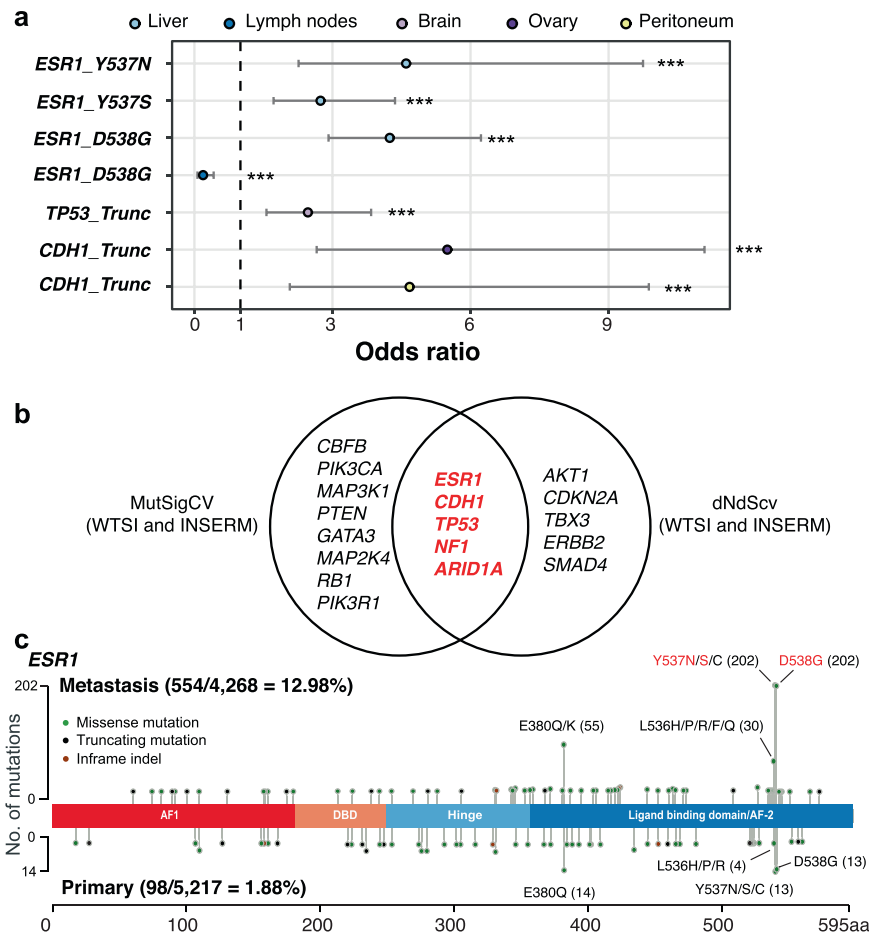 a
Liver Lymph nodes Brain Ovary Peritoneum
ESR1_Y537N ***
ESR1_Y537S ***
ESR1_D538G ***
ESR1_D538G ***
TP53_Trunc ***
CDH1_Trunc ***
CDH1_Trunc ***
0 1 3 6 9
Odds ratio
b
MutSigCV
(WTSI and INSERM)
CBFB
PIK3CA
MAP3K1
PTEN
GATA3
MAP2K4
RB1
PIK3R1
ESR1
CDH1
TP53
NF1
ARID1A
AKT1
CDKN2A
TBX3
ERBB2
SMAD4
dNdScv
(WTSI and INSERM)
c
ESR1
Y537N/S/C (202) D538G (202)
202
Metastasis (554/4,268 = 12.98%)
Missense mutation
Truncating mutation
Inframe indel
E380Q/K (55)
L536H/P/R/F/Q (30)
No. of mutations
0
AF1 DBD Hinge Ligand binding domain/AF-2
0
14
L536H/P/R (4)
D538G (13)
Primary (98/5,217 = 1.88%)
E380Q (14)
Y537N/S/C (13)
0 100 200 300 400 500 595aa